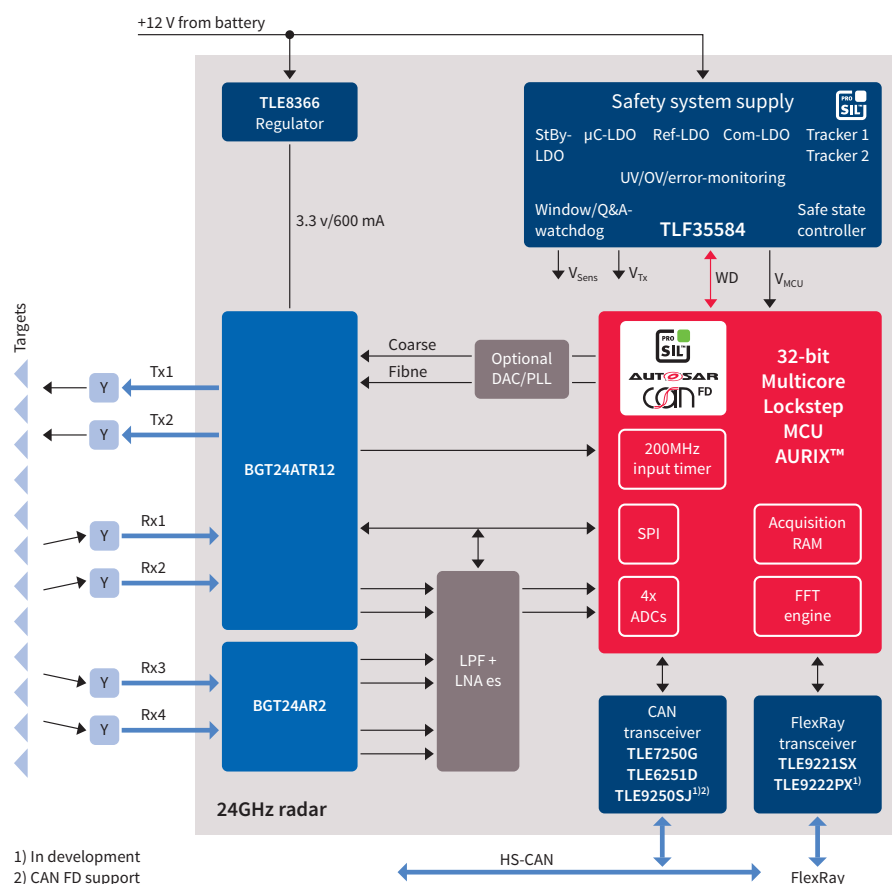 +12 V from battery
TLE8366
Regulator
Safety system supply
PRO
SIL™
StBy-
LDO
µC-LDO
Ref-LDO
Com-LDO
Tracker 1
Tracker 2
UV/OV/error-monitoring
Window/Q&A-
watchdog
TLF35584
Safe state
controller
3.3 v/600 mA
VSens
VTx
WD
VMCU
Targets
Coarse
Fibne
Optional
DAC/PLL
PRO
SIL™
AUTOSAR
CAN FD
32-bit
Multicore
Lockstep
MCU
AURIX™
Tx1
Y
Tx2
Y
BGT24ATR12
200MHz
input timer
Rx1
Y
Rx2
Y
SPI
Acquisition
RAM
4x
ADCs
FFT
engine
LPF +
LNA es
Rx3
Y
Rx4
Y
BGT24AR2
CAN
transceiver
TLE7250G
TLE6251D
TLE9250SJ1)2)
FlexRay
transceiver
TLE9221SX
TLE9222PX1)
24GHz radar
1) In development
2) CAN FD support
HS-CAN
FlexRay